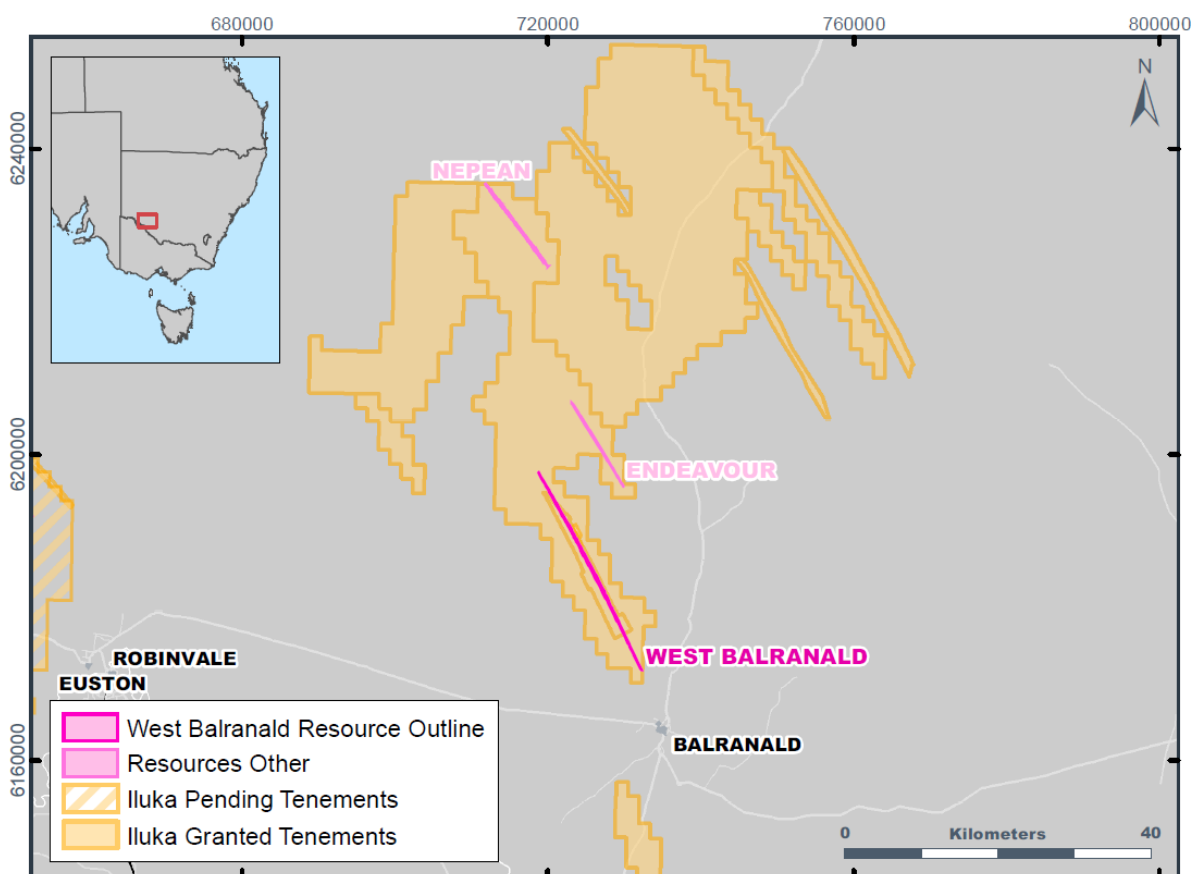 680000
720000
760000
800000
N
6240000
NEPEAN
6200000
ENDEAVOUR
WEST BALRANALD
ROBINVALE
EUSTON
BALRANALD
6160000
West Balranald Resource Outline
Resources Other
Iluka Pending Tenements
Iluka Granted Tenements
0 Kilometers 40